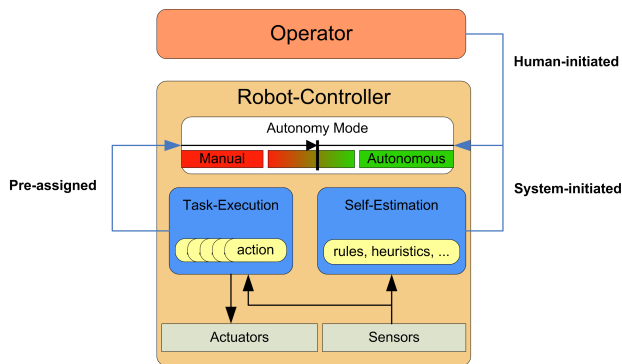 Operator
Human-initiated
Robot-Controller
Autonomy Mode
Manual
Autonomous
Pre-assigned
System-initiated
Task-Execution
Self-Estimation
action
rules, heuristics, ...
Actuators
Sensors